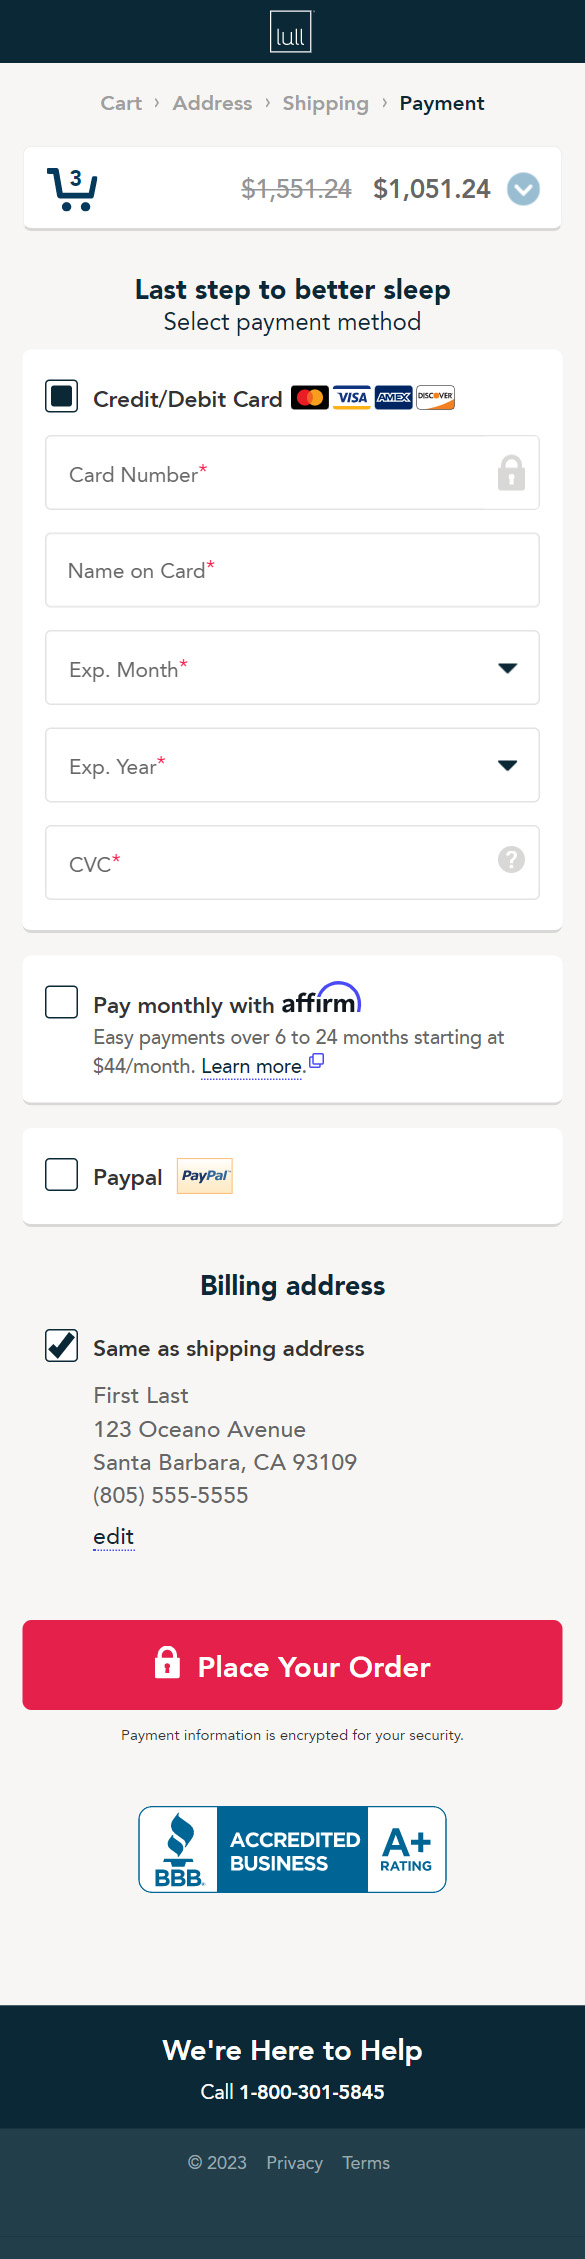 lull
Cart › Address › Shipping › Payment
3 $1,551.24 $1,051.24
Last step to better sleep
Select payment method
Credit/Debit Card VISA AMEX DISCOVER
Card Number*
Name on Card*
Exp. Month*
Exp. Year*
CVC* ?
Pay monthly with affirm
Easy payments over 6 to 24 months starting at
$44/month. Learn more.
Paypal PayPal
Billing address
Same as shipping address
First Last
123 Oceano Avenue
Santa Barbara, CA 93109
(805) 555-5555
edit
Place Your Order
Payment information is encrypted for your security.
BBB. ACCREDITED BUSINESS A+ RATING
We're Here to Help
Call 1-800-301-5845
© 2023 Privacy Terms